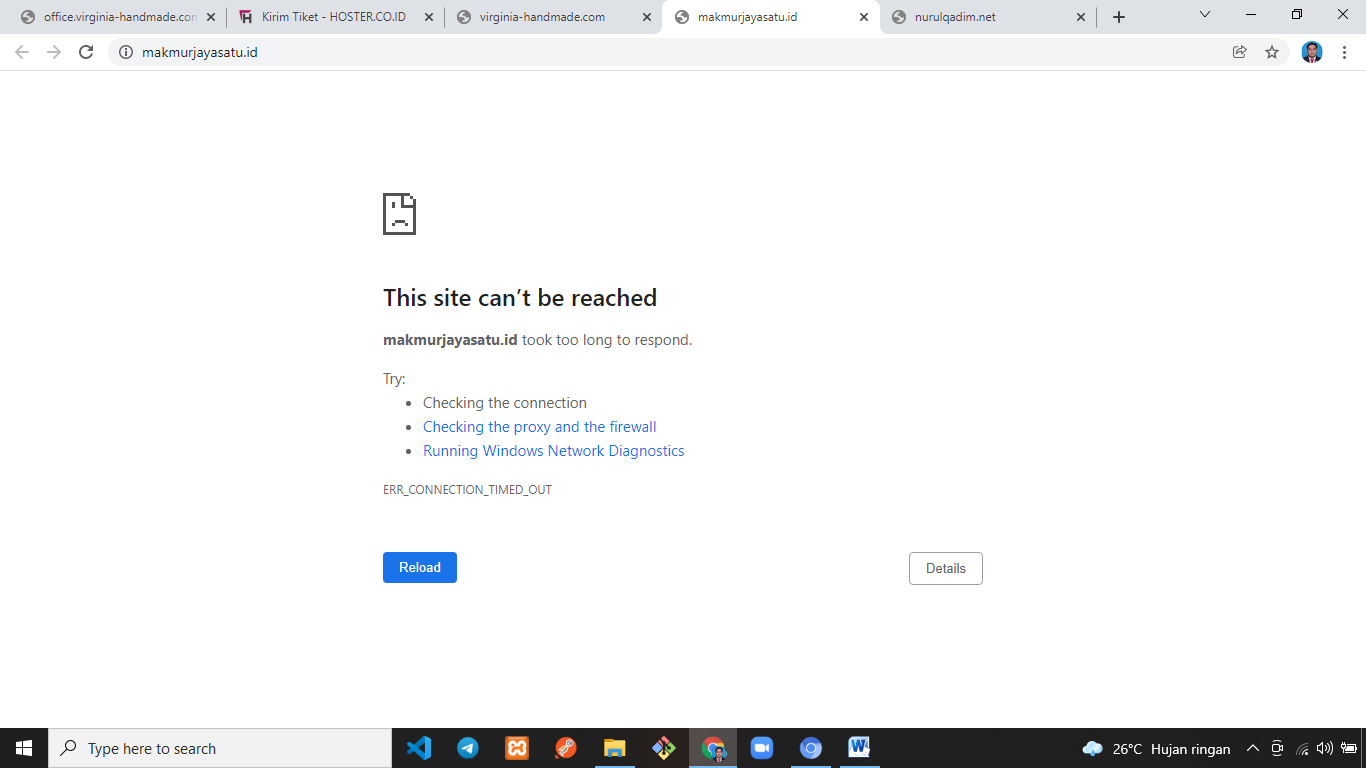 office.virginia-handmade.com
Kirim Tiket - HOSTER.CO.ID
virginia-handmade.com
makmurjayasatu.id
nurulqadim.net
makmurjayasatu.id
This site can’t be reached
makmurjayasatu.id took too long to respond.
Try:
Checking the connection
Checking the proxy and the firewall
Running Windows Network Diagnostics
ERR_CONNECTION_TIMED_OUT
Reload
Details
Type here to search
26°C Hujan ringan